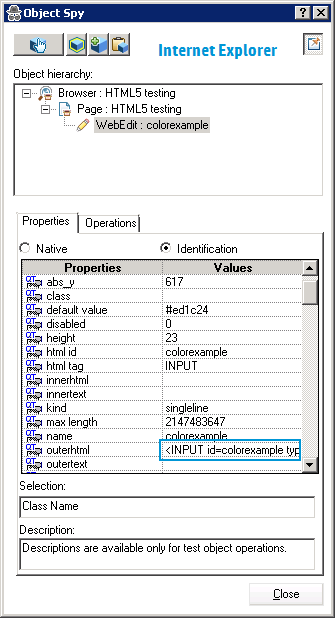 Object Spy
Internet Explorer
Object hierarchy:
Browser : HTML5 testing
Page : HTML5 testing
WebEdit : colorexample
Properties Operations
Native Identification
Properties Values
abs_y 617
class
default value #ed1c24
disabled 0
height 23
html id colorexample
html tag INPUT
innerhtml
innertext
kind singleline
max length 2147483647
name colorexample
outerhtml <INPUT id=colorexample typ
outertext
Selection:
Class Name
Description:
Descriptions are available only for test object operations.
Close